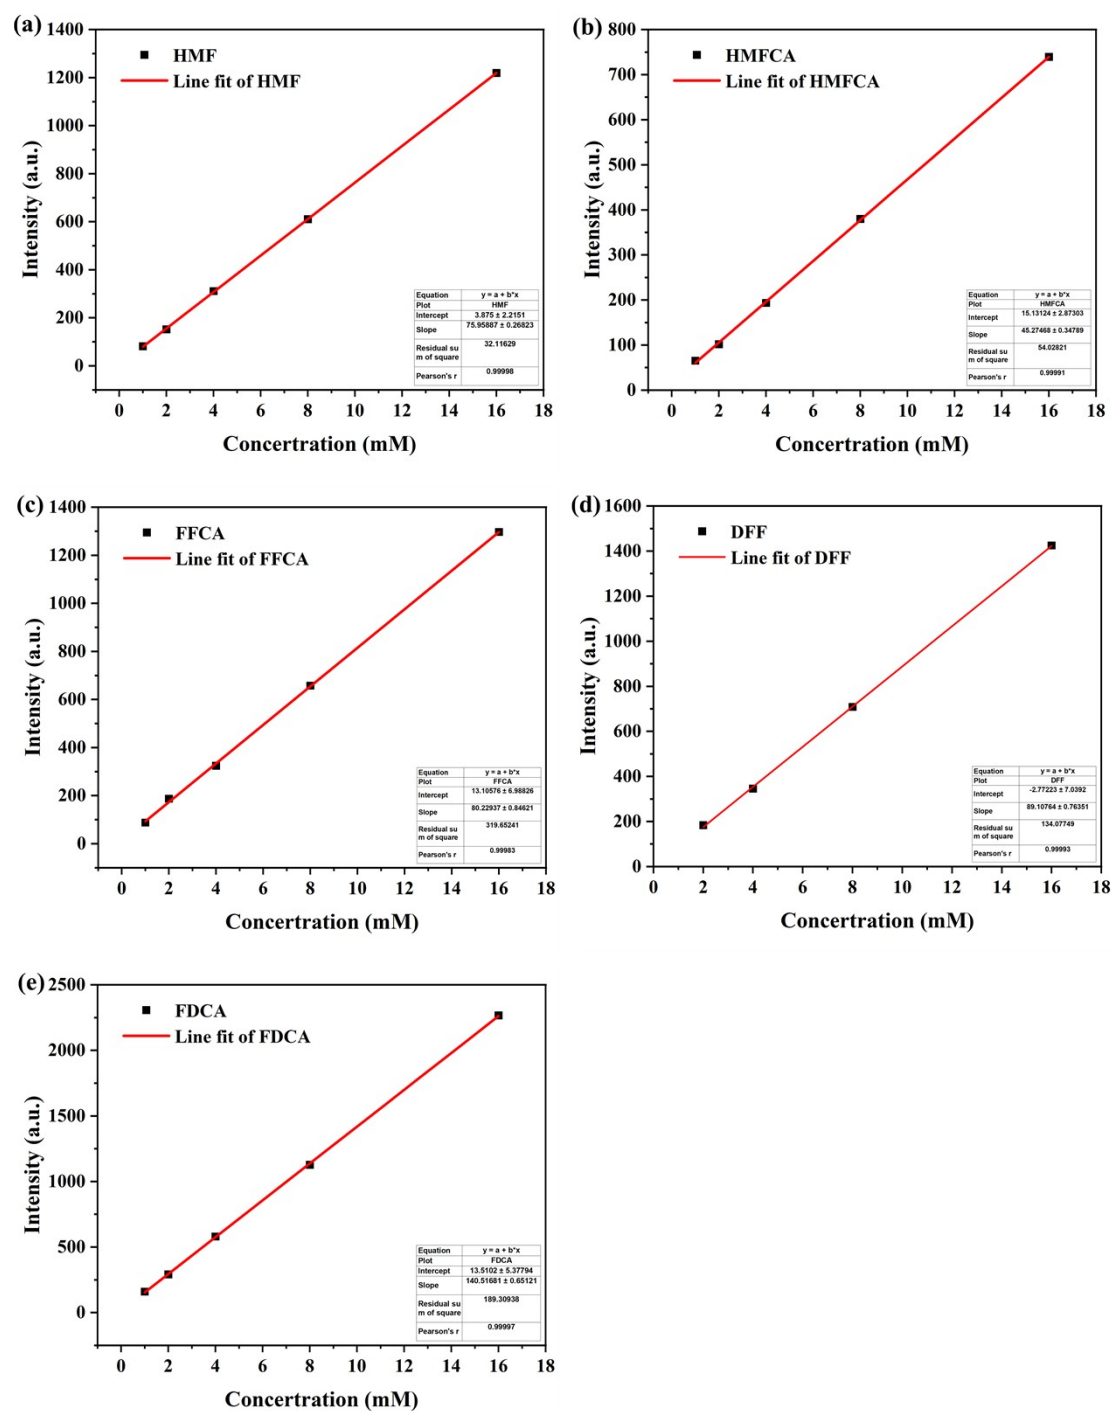 (a)
1400
1200
1000
800
600
400
200
0
Intensity (a.u.)
HMF
Line fit of HMF
Equation y = a + b*x
Plot HMF
Intercept 3.875 ± 2.2151
Slope 75.95887 ± 0.26823
Residual su
m of square 32.11629
Pearson's r 0.99998
0 2 4 6 8 10 12 14 16 18
Concertration (mM)
(b)
800
700
600
500
400
300
200
100
0
Intensity (a.u.)
HMFCA
Line fit of HMFCA
Equation y = a + b*x
Plot HMFCA
Intercept 15.13124 ± 2.87303
Slope 45.27468 ± 0.34789
Residual su
m of square 54.02821
Pearson's r 0.99991
0 2 4 6 8 10 12 14 16 18
Concertration (mM)
(c)
1400
1200
1000
800
600
400
200
0
Intensity (a.u.)
FFCA
Line fit of FFCA
Equation y = a + b*x
Plot FFCA
Intercept 13.10576 ± 6.98826
Slope 80.22937 ± 0.84621
Residual su
m of square 319.65241
Pearson's r 0.99983
0 2 4 6 8 10 12 14 16 18
Concertration (mM)
(d)
1600
1400
1200
1000
800
600
400
200
0
Intensity (a.u.)
DFF
Line fit of DFF
Equation y = a + b*x
Plot DFF
Intercept -2.77223 ± 7.0392
Slope 89.10764 ± 0.76351
Residual su
m of square 134.07749
Pearson's r 0.99993
0 2 4 6 8 10 12 14 16 18
Concertration (mM)
(e)
2500
2000
1500
1000
500
0
Intensity (a.u.)
FDCA
Line fit of FDCA
Equation y = a + b*x
Plot FDCA
Intercept 13.5102 ± 5.37794
Slope 140.51681 ± 0.65121
Residual su
m of square 189.30938
Pearson's r 0.99997
0 2 4 6 8 10 12 14 16 18
Concertration (mM)